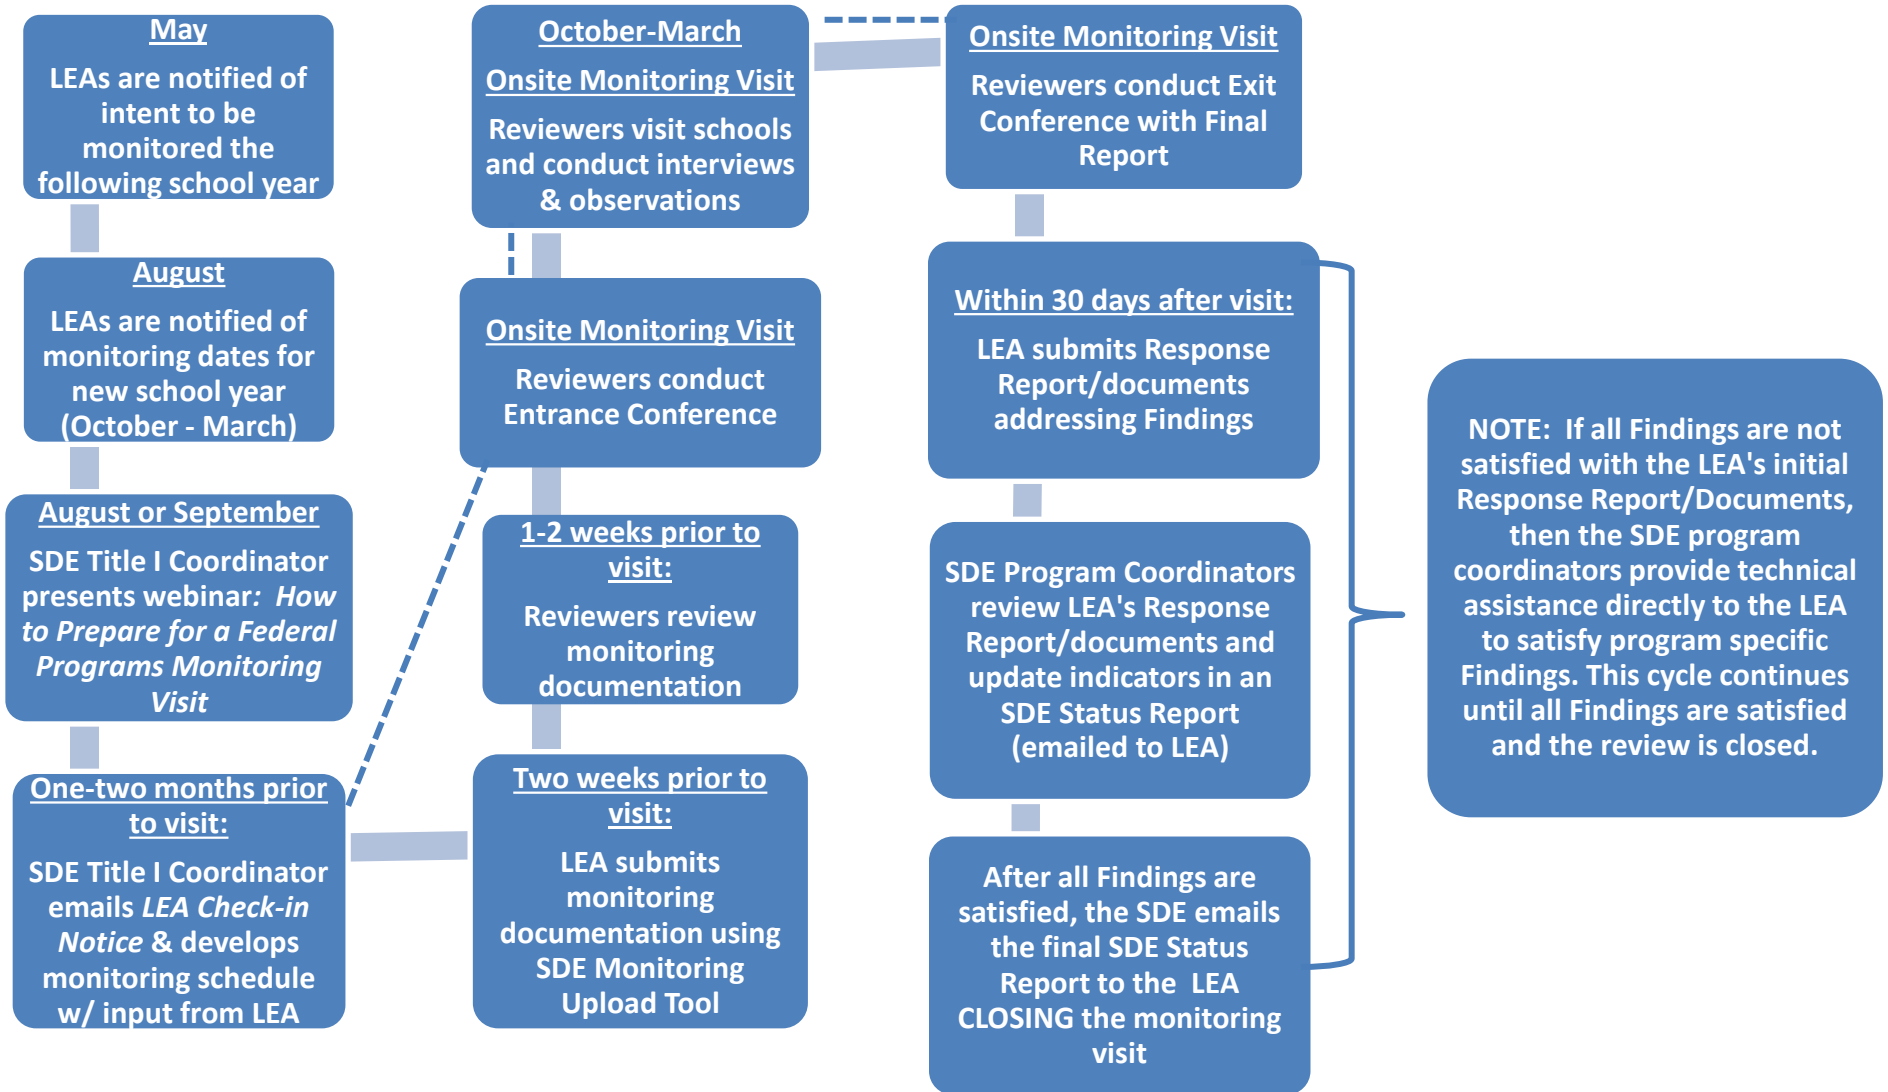 May
LEAs are notified of
intent to be
monitored the
following school year
August
LEAs are notified of
monitoring dates for
new school year
(October - March)
August or September
SDE Title I Coordinator
presents webinar:  How
to Prepare for a Federal
Programs Monitoring
Visit
One-two months prior
to visit:
SDE Title I Coordinator
emails LEA Check-in
Notice & develops
monitoring schedule
w/ input from LEA
Two weeks prior to
visit:
LEA submits
monitoring
documentation using
SDE Monitoring
Upload Tool
1-2 weeks prior to
visit:
Reviewers review
monitoring
documentation
Onsite Monitoring Visit
Reviewers conduct
Entrance Conference
October-March
Onsite Monitoring Visit
Reviewers visit schools
and conduct interviews
& observations
Onsite Monitoring Visit
Reviewers conduct Exit
Conference with Final
Report
Within 30 days after visit:
LEA submits Response
Report/documents
addressing Findings
SDE Program Coordinators
review LEA's Response
Report/documents and
update indicators in an
SDE Status Report
(emailed to LEA)
After all Findings are
satisfied, the SDE emails
the final SDE Status
Report to the  LEA
CLOSING the monitoring
visit
NOTE:  If all Findings are not
satisfied with the LEA's initial
Response Report/Documents,
then the SDE program
coordinators provide technical
assistance directly to the LEA
to satisfy program specific
Findings. This cycle continues
until all Findings are satisfied
and the review is closed.